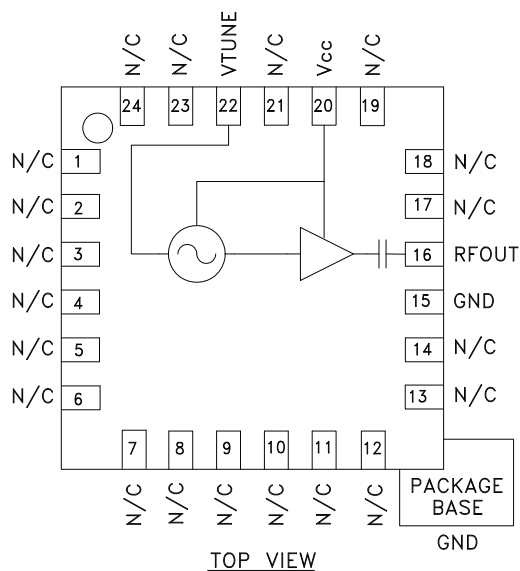 N/C N/C VTUNE N/C Vcc N/C
24 23 22 21 20 19
N/C 1 18 N/C
N/C 2 17 N/C
N/C 3 16 RFOUT
N/C 4 15 GND
N/C 5 14 N/C
N/C 6 13 N/C
7 8 9 10 11 12
N/C N/C N/C N/C N/C N/C
PACKAGE
BASE
GND
TOP VIEW